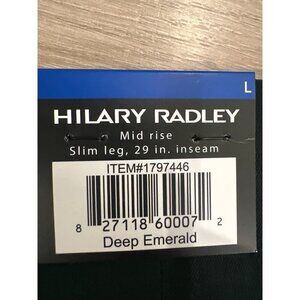 L
HILARY RADLEY
Mid rise
Slim leg, 29 in. inseam
ITEM#1797446
8 27118 60007 2
Deep Emerald